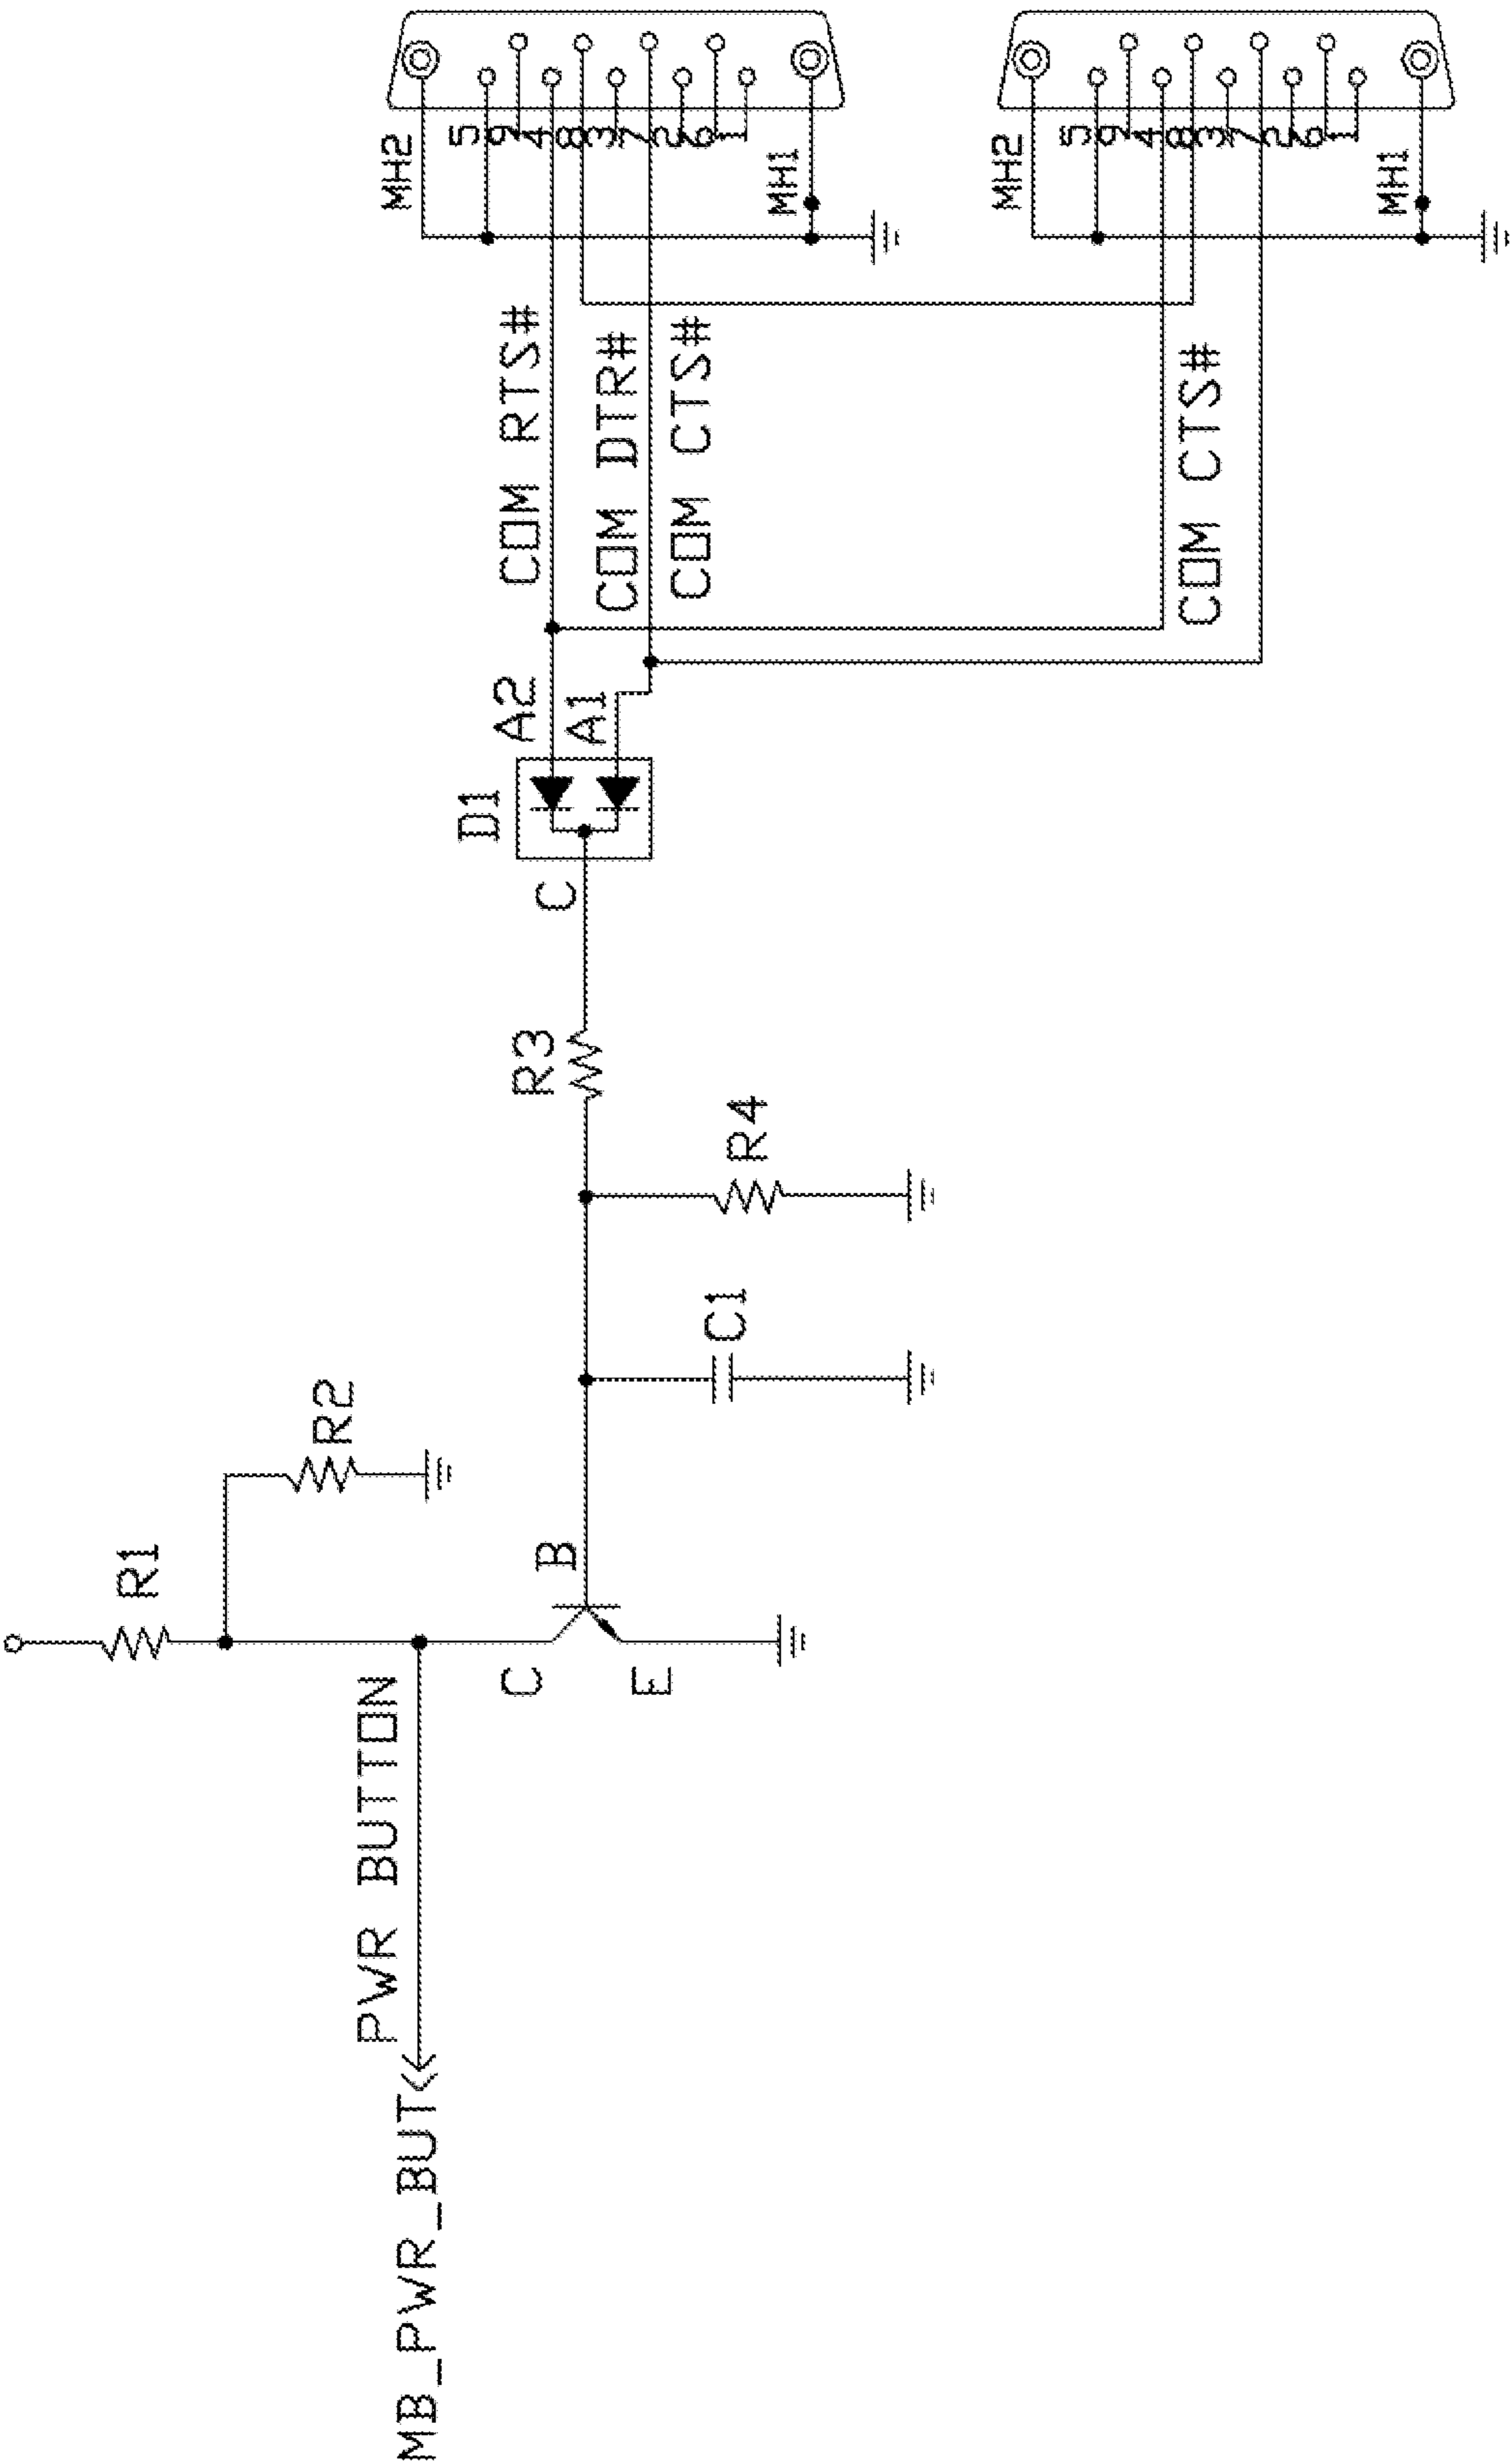 MB_PWR_BUT
PWR BUTTON
R1
R2
C
B
E
C1
R4
R3
C
D1
A2
A1
COM RTS#
COM DTR#
COM CTS#
COM CTS#
MH2
5
9
4
8
3
7
2
6
1
MH1
MH2
5
9
4
8
3
7
2
6
1
MH1